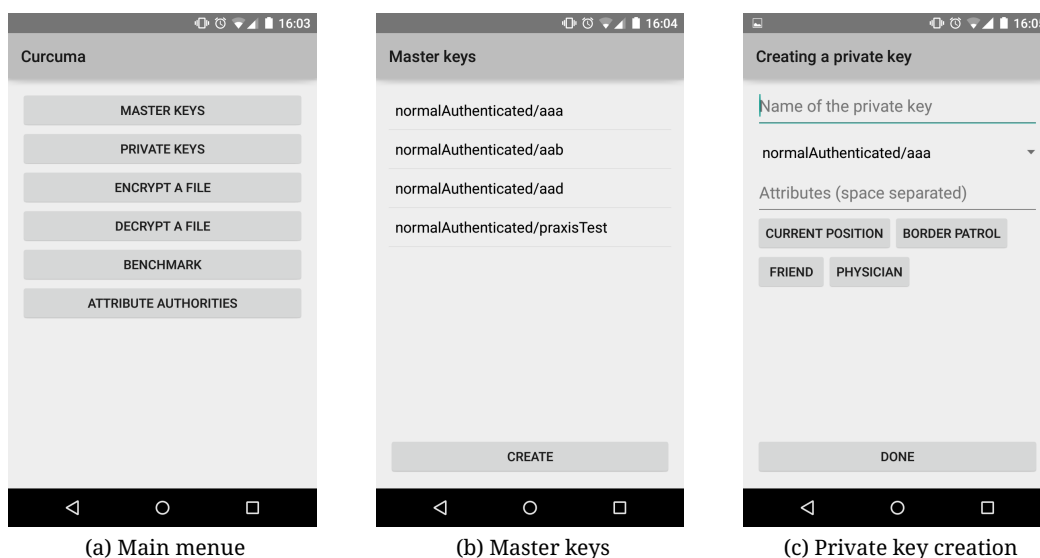 16:03
Curcuma
MASTER KEYS
PRIVATE KEYS
ENCRYPT A FILE
DECRYPT A FILE
BENCHMARK
ATTRIBUTE AUTHORITIES
(a) Main menue
16:04
Master keys
normalAuthenticated/aaa
normalAuthenticated/aab
normalAuthenticated/aad
normalAuthenticated/praxisTest
CREATE
(b) Master keys
16:05
Creating a private key
Name of the private key
normalAuthenticated/aaa
Attributes (space separated)
CURRENT POSITION BORDER PATROL
FRIEND PHYSICIAN
DONE
(c) Private key creation